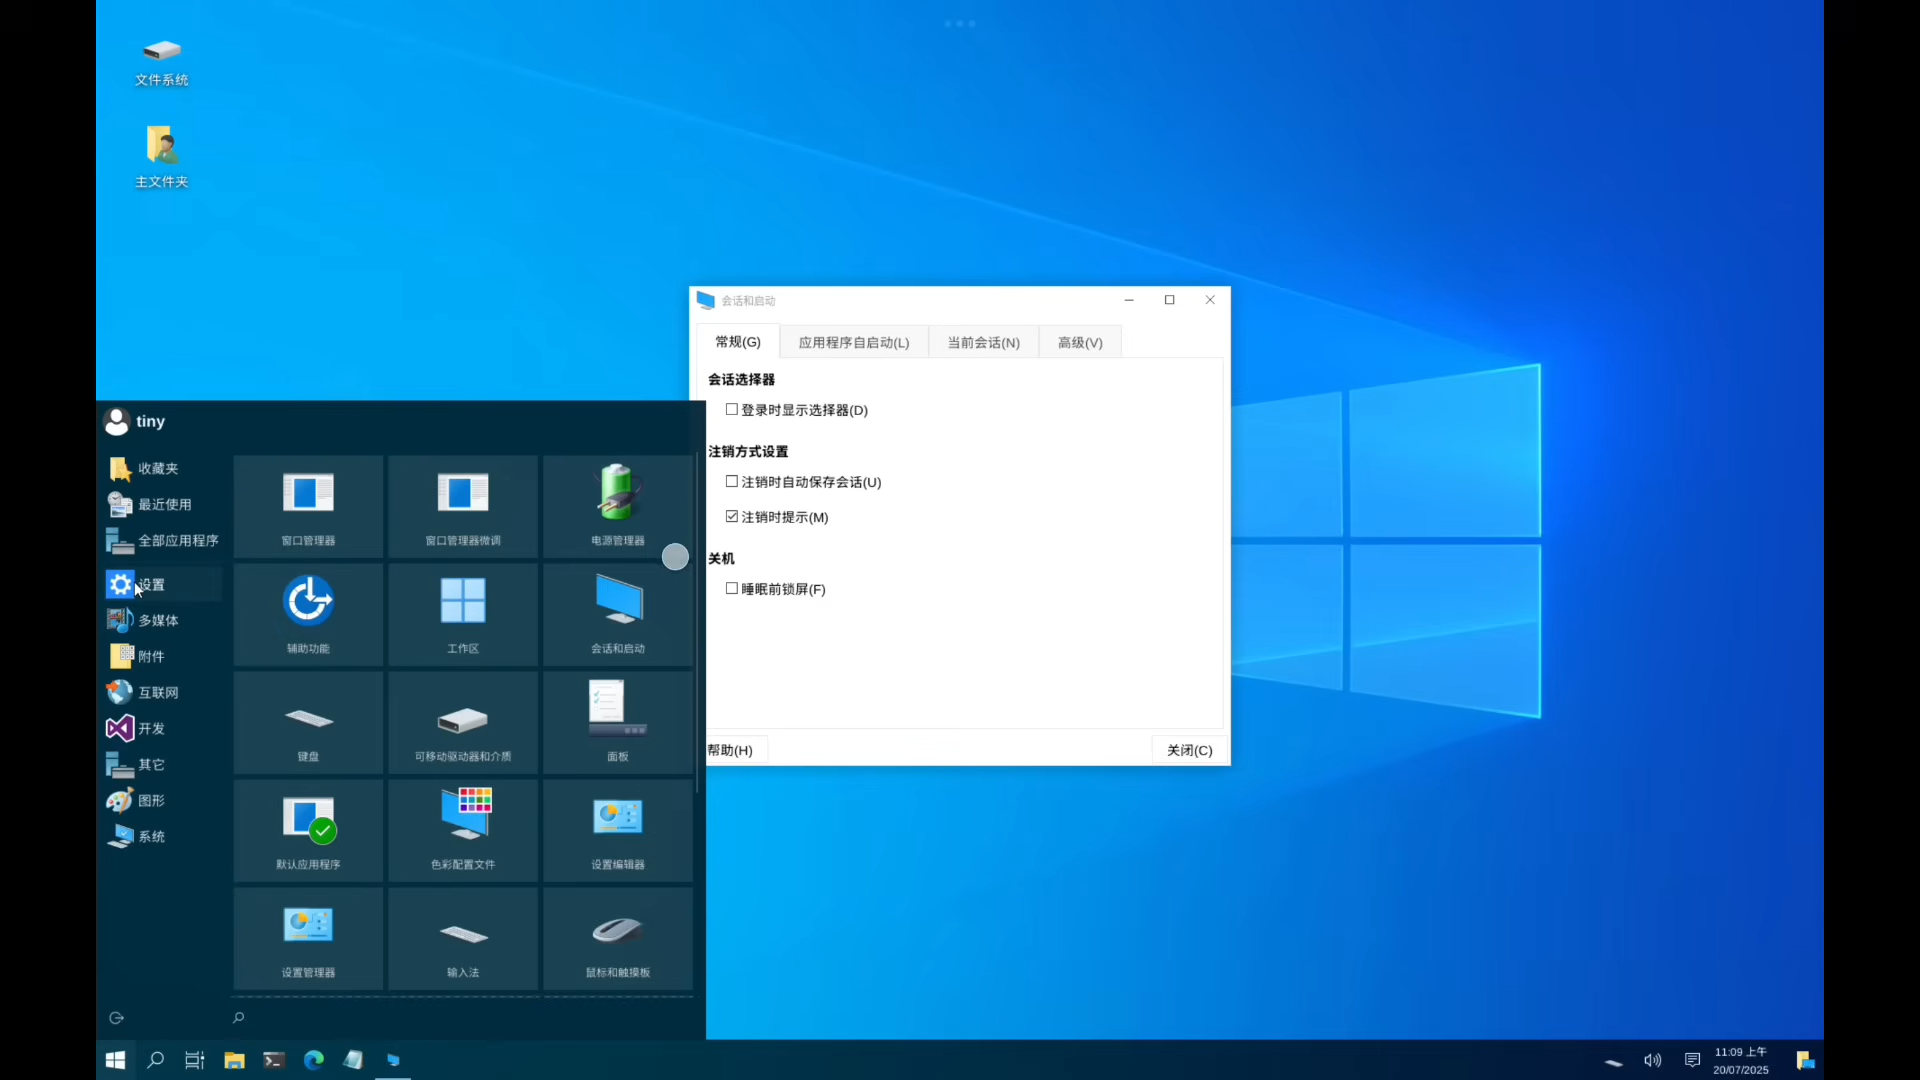 文件系统
主文件夹
会话和启动
常规(G)
应用程序自启动(L)
当前会话(N)
高级(V)
会话选择器
登录时显示选择器(D)
注销方式设置
注销时自动保存会话(U)
注销时提示(M)
关机
睡眠前锁屏(F)
帮助(H)
关闭(C)
tiny
收藏夹
最近使用
全部应用程序
设置
多媒体
附件
互联网
开发
其它
图形
系统
窗口管理器
窗口管理器微调
电源管理器
辅助功能
工作区
会话和启动
键盘
可移动驱动器和介质
面板
默认应用程序
色彩配置文件
设置编辑器
设置管理器
输入法
鼠标和触摸板
11:09 上午
20/07/2025